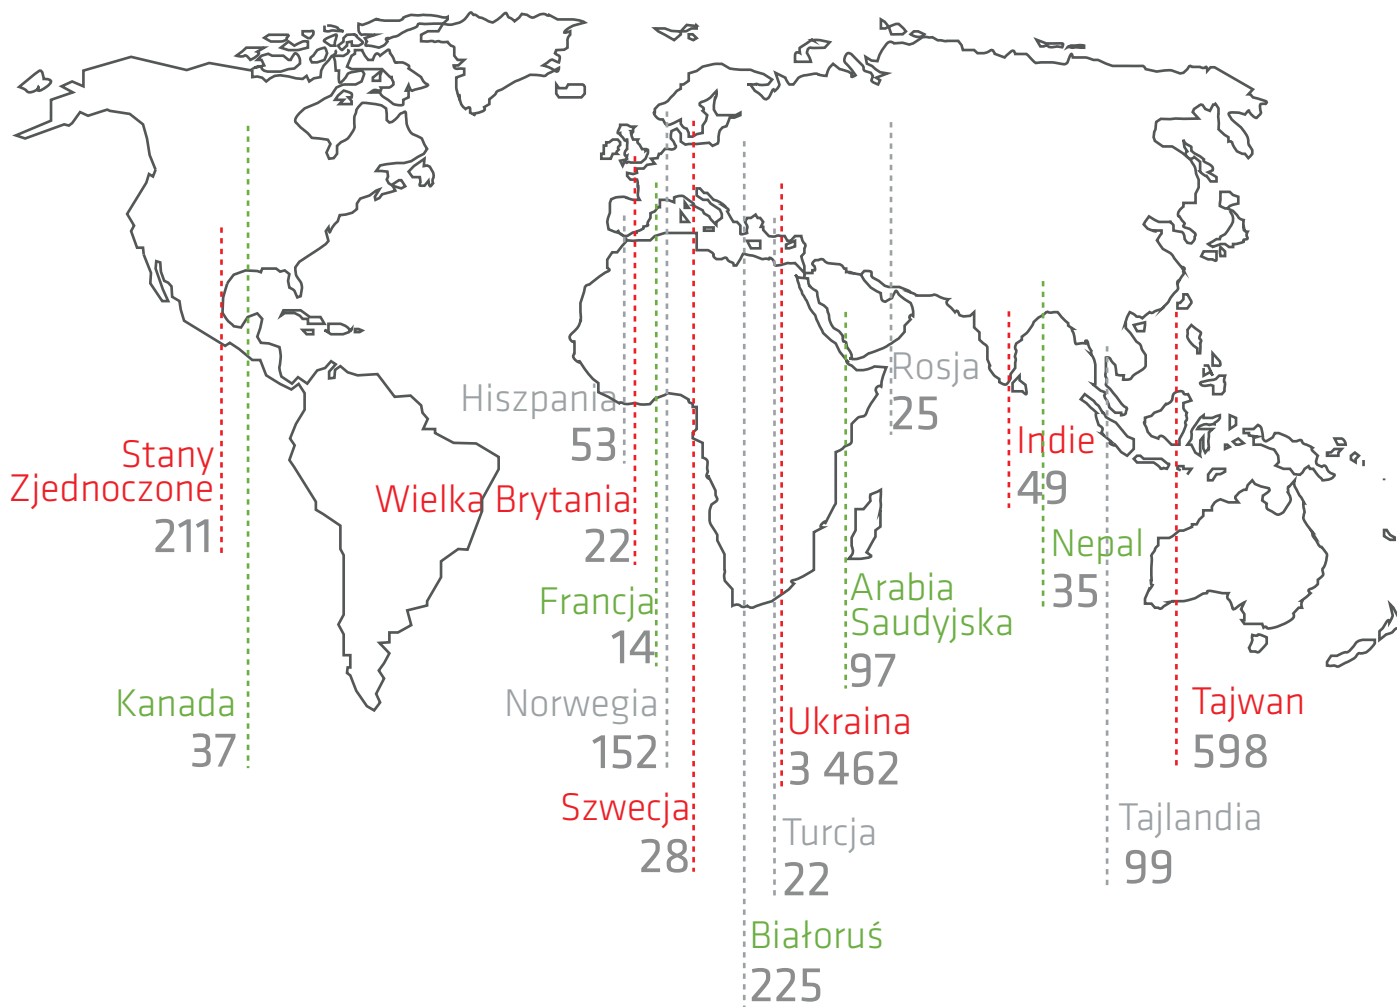 Rosja
25
Hiszpania
53
Indie
49
Stany
Zjednoczone
211
Wielka Brytania
22
Nepal
35
Francja
14
Arabia
Saudyjska
97
Kanada
37
Norwegia
152
Ukraina
3 462
Tajwan
598
Szwecja
28
Turcja
22
Tajlandia
99
Białoruś
225